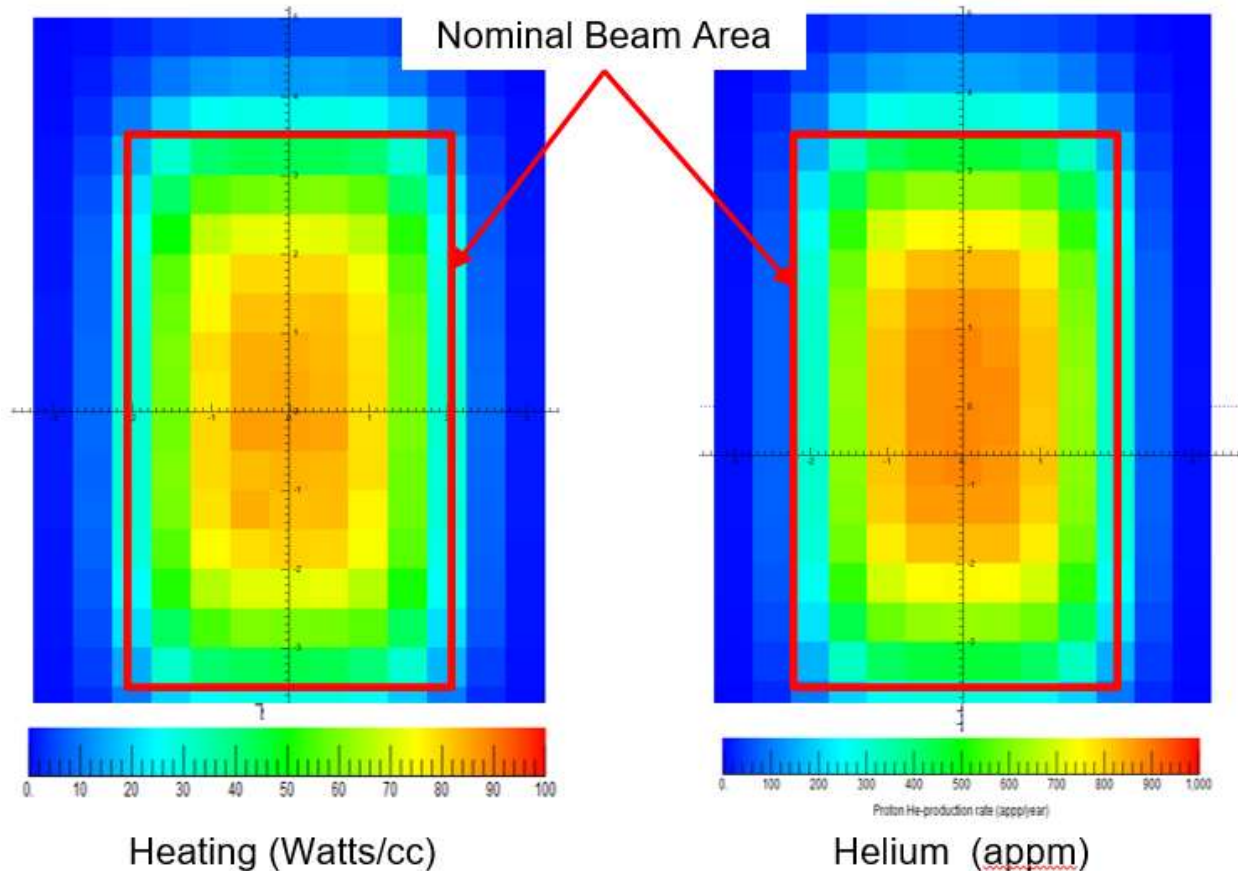 Nominal Beam Area
0. 10 20 30 40 50 60 70 80 90 100
0. 100 200 300 400 500 600 700 800 900 1,000
Proton He-production rate (appp/year)
Heating (Watts/cc)
Helium (appm)